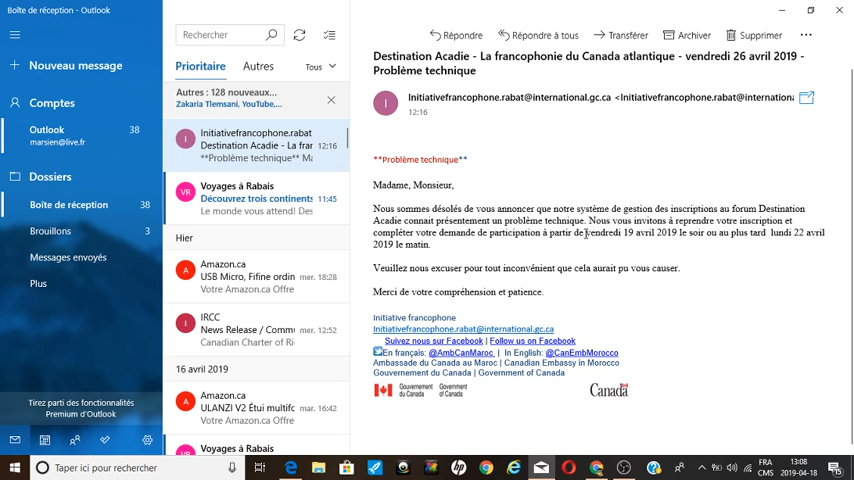 Boîte de réception - Outlook
Nouveau message
Comptes
Outlook 38
marsien@live.fr
Dossiers
Boîte de réception 38
Brouillons 3
Messages envoyés
Plus
Tirez parti des fonctionnalités
Premium d'Outlook
Rechercher
Prioritaire Autres Tous
Autres : 128 nouveaux...
Zakaria Tlemsani, YouTube,...
I
Initiativefrancophone.rabat
Destination Acadie - La frar 12:16
**Problème technique** Ma
VR
Voyages à Rabais
Découvrez trois continents 11:45
Le monde vous attend! Des
Hier
A
Amazon.ca
USB Micro, Fifine ordin mer. 18:28
Votre Amazon.ca Offre
I
IRCC
News Release / Commu mer. 12:52
Canadian Charter of Ri
16 avril 2019
A
Amazon.ca
ULANZI V2 Étui multifo mar. 16:42
Votre Amazon.ca Offre
VR
Voyages à Rabais
Répondre Répondre à tous Transférer Archiver Supprimer
Destination Acadie - La francophonie du Canada atlantique - vendredi 26 avril 2019 -
Problème technique
I
Initiativefrancophone.rabat@international.gc.ca <Initiativefrancophone.rabat@internationa
12:16
**Problème technique**
Madame, Monsieur,
Nous sommes désolés de vous annoncer que notre système de gestion des inscriptions au forum Destination
Acadie connait présentement un problème technique. Nous vous invitons à reprendre votre inscription et
compléter votre demande de participation à partir de vendredi 19 avril 2019 le soir ou au plus tard lundi 22 avril
2019 le matin.
Veuillez nous excuser pour tout inconvénient que cela aurait pu vous causer.
Merci de votre compréhension et patience.
Initiative francophone
Initiativefrancophone.rabat@international.gc.ca
Suivez nous sur Facebook | Follow us on Facebook
En français: @AmbCanMaroc | In English: @CanEmbMorocco
Ambassade du Canada au Maroc | Canadian Embassy in Morocco
Gouvernement du Canada | Government of Canada
Gouvernement Government
du Canada of Canada
Canada
Taper ici pour rechercher
FRA 13:08
CMS 2019-04-18
15